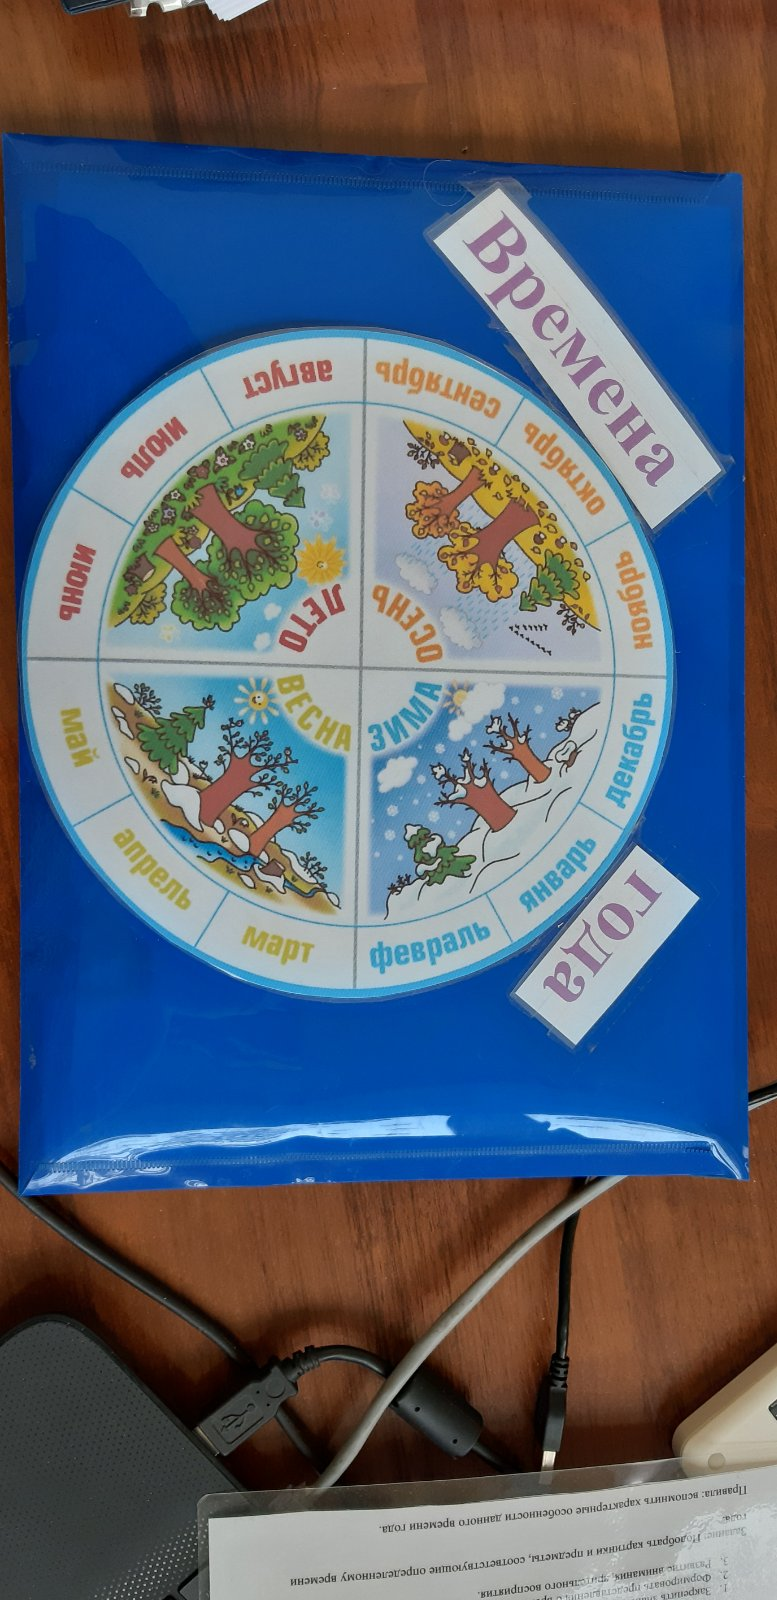 Времена
года
ЗИМА
декабрь
январь
февраль
ВЕСНА
март
апрель
май
ЛЕТО
июнь
июль
август
ОСЕНЬ
сентябрь
октябрь
ноябрь
2. Формировать представления о
3. Развитие внимания, зрительного восприятия.
Задание: Подобрать картинки и предметы, соответствующие определенному времени
года.
Правила: вспомнить характерные особенности данного времени года.